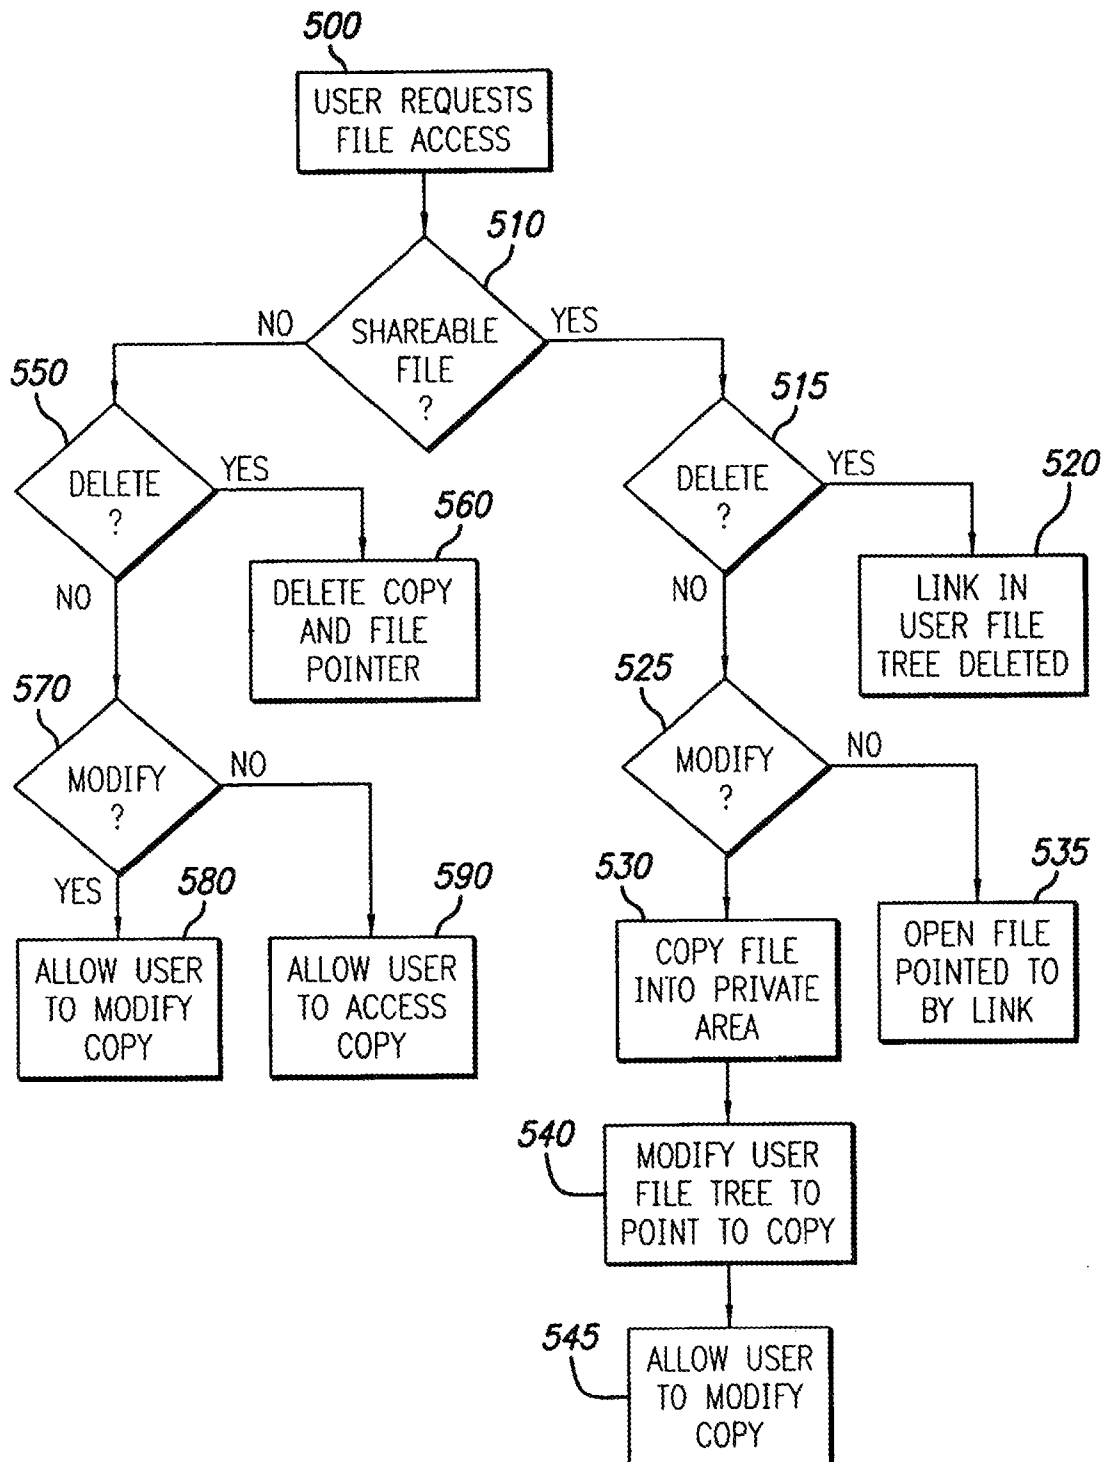 500
USER REQUESTS
FILE ACCESS
510
SHAREABLE
FILE
?
NO
YES
550
DELETE
?
YES
NO
560
DELETE COPY
AND FILE
POINTER
515
DELETE
?
YES
NO
520
LINK IN
USER FILE
TREE DELETED
570
MODIFY
?
NO
YES
580
ALLOW USER
TO MODIFY
COPY
590
ALLOW USER
TO ACCESS
COPY
525
MODIFY
?
NO
530
COPY FILE
INTO PRIVATE
AREA
535
OPEN FILE
POINTED TO
BY LINK
540
MODIFY USER
FILE TREE TO
POINT TO COPY
545
ALLOW USER
TO MODIFY
COPY